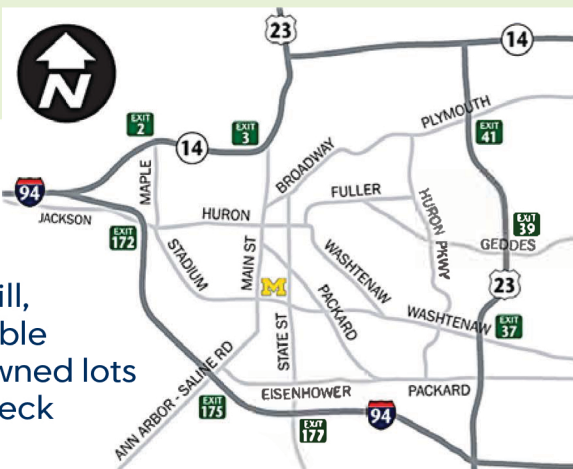 23
14
N
EXIT 2
EXIT 3
14
PLYMOUTH
EXIT 41
BROADWAY
94
MAPLE
FULLER
JACKSON
HURON
HURON PKWY
EXIT 39
EXIT 172
GEDDES
STADIUM
MAIN ST
WASHTENAW
23
M
PACKARD
WASHTENAW
EXIT 37
ill,
ble
wned lots
eck
STATE ST
ANN ARBOR - SALINE RD
EISENHOWER
PACKARD
EXIT 175
94
EXIT 177